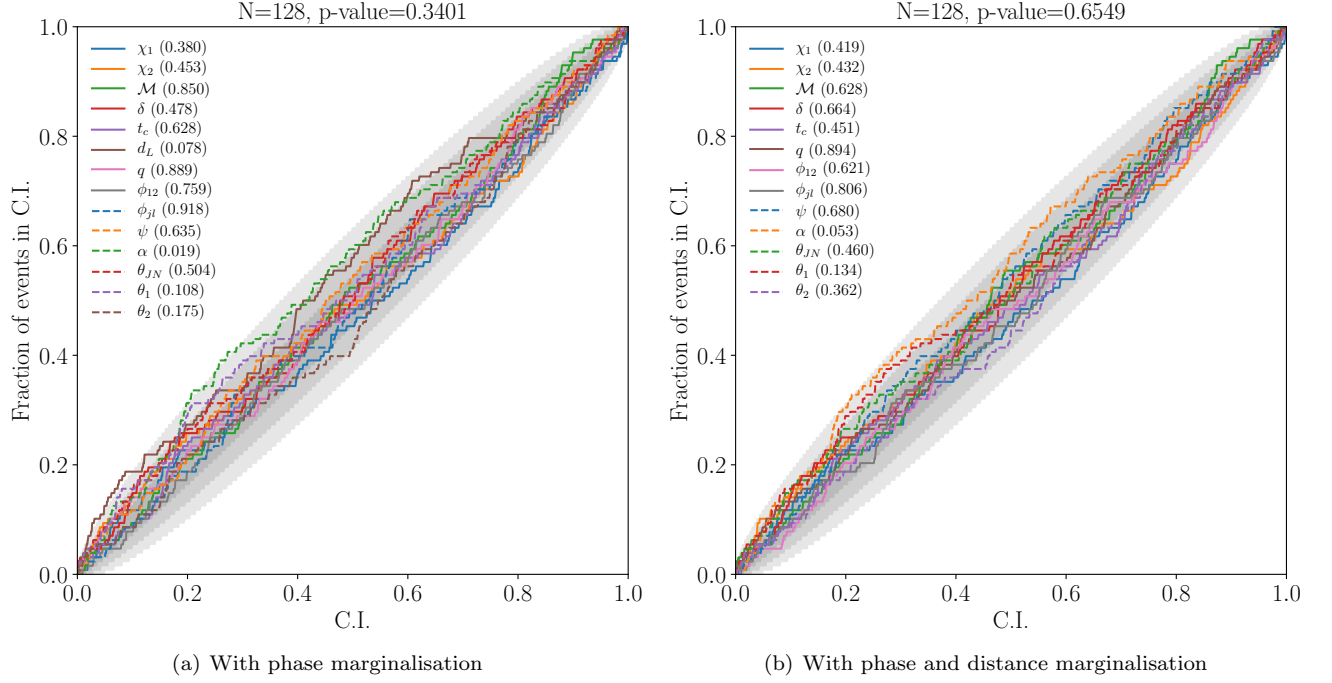 N=128, p-value=0.3401
1.0
0.8
0.6
0.4
0.2
0.0
Fraction of events in C.I.
χ₁ (0.380)
χ₂ (0.453)
ℳ (0.850)
δ (0.478)
t_c (0.628)
d_L (0.078)
q (0.889)
ϕ₁₂ (0.759)
ϕ_jl (0.918)
ψ (0.635)
α (0.019)
θ_JN (0.504)
θ₁ (0.108)
θ₂ (0.175)
0.0 0.2 0.4 0.6 0.8 1.0
C.I.
(a) With phase marginalisation
N=128, p-value=0.6549
1.0
0.8
0.6
0.4
0.2
0.0
Fraction of events in C.I.
χ₁ (0.419)
χ₂ (0.432)
ℳ (0.628)
δ (0.664)
t_c (0.451)
q (0.894)
ϕ₁₂ (0.621)
ϕ_jl (0.806)
ψ (0.680)
α (0.053)
θ_JN (0.460)
θ₁ (0.134)
θ₂ (0.362)
0.0 0.2 0.4 0.6 0.8 1.0
C.I.
(b) With phase and distance marginalisation